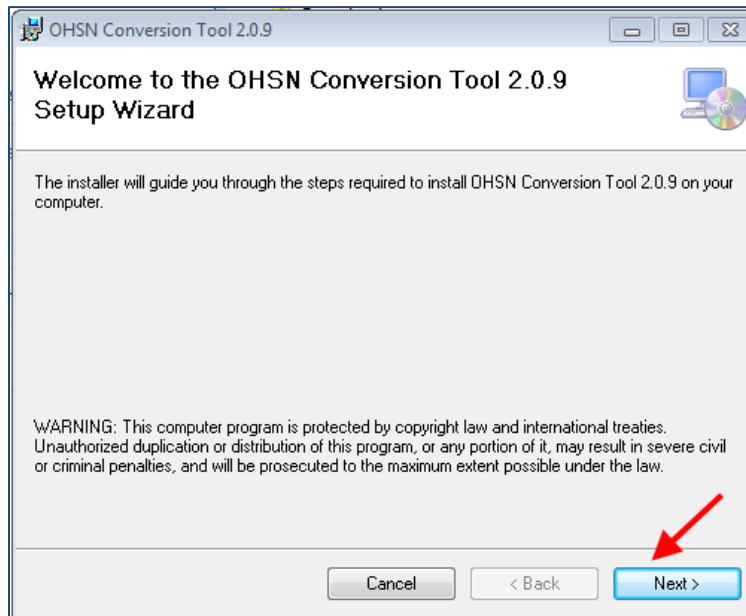 OHSN Conversion Tool 2.0.9
Welcome to the OHSN Conversion Tool 2.0.9
Setup Wizard
The installer will guide you through the steps required to install OHSN Conversion Tool 2.0.9 on your
computer.
WARNING: This computer program is protected by copyright law and international treaties.
Unauthorized duplication or distribution of this program, or any portion of it, may result in severe civil
or criminal penalties, and will be prosecuted to the maximum extent possible under the law.
Cancel < Back Next >